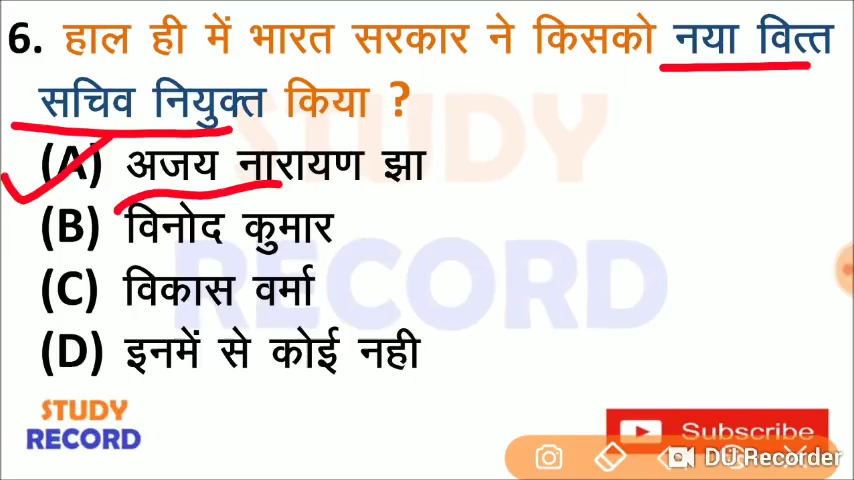 6. हाल ही में भारत सरकार ने किसको नया वित्त
सचिव नियुक्त किया ?
(A) अजय नारायण झा
(B) विनोद कुमार
(C) विकास वर्मा
(D) इनमें से कोई नही
STUDY
RECORD
STUDY
RECORD
Subscribe
DU Recorder